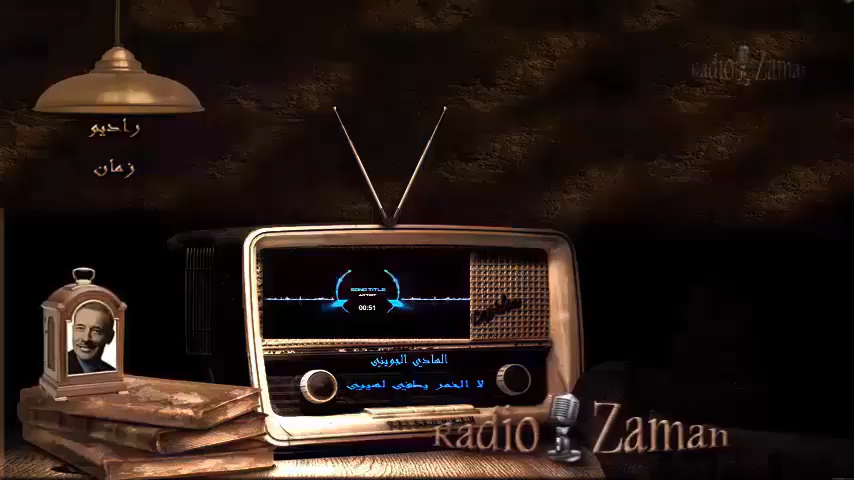 Radio Zaman
راديو
زمان
SONG TITLE
ARTIST
00:51
الهادي الجويني
لا الخمر يطفي لهيبي
Radio Zaman